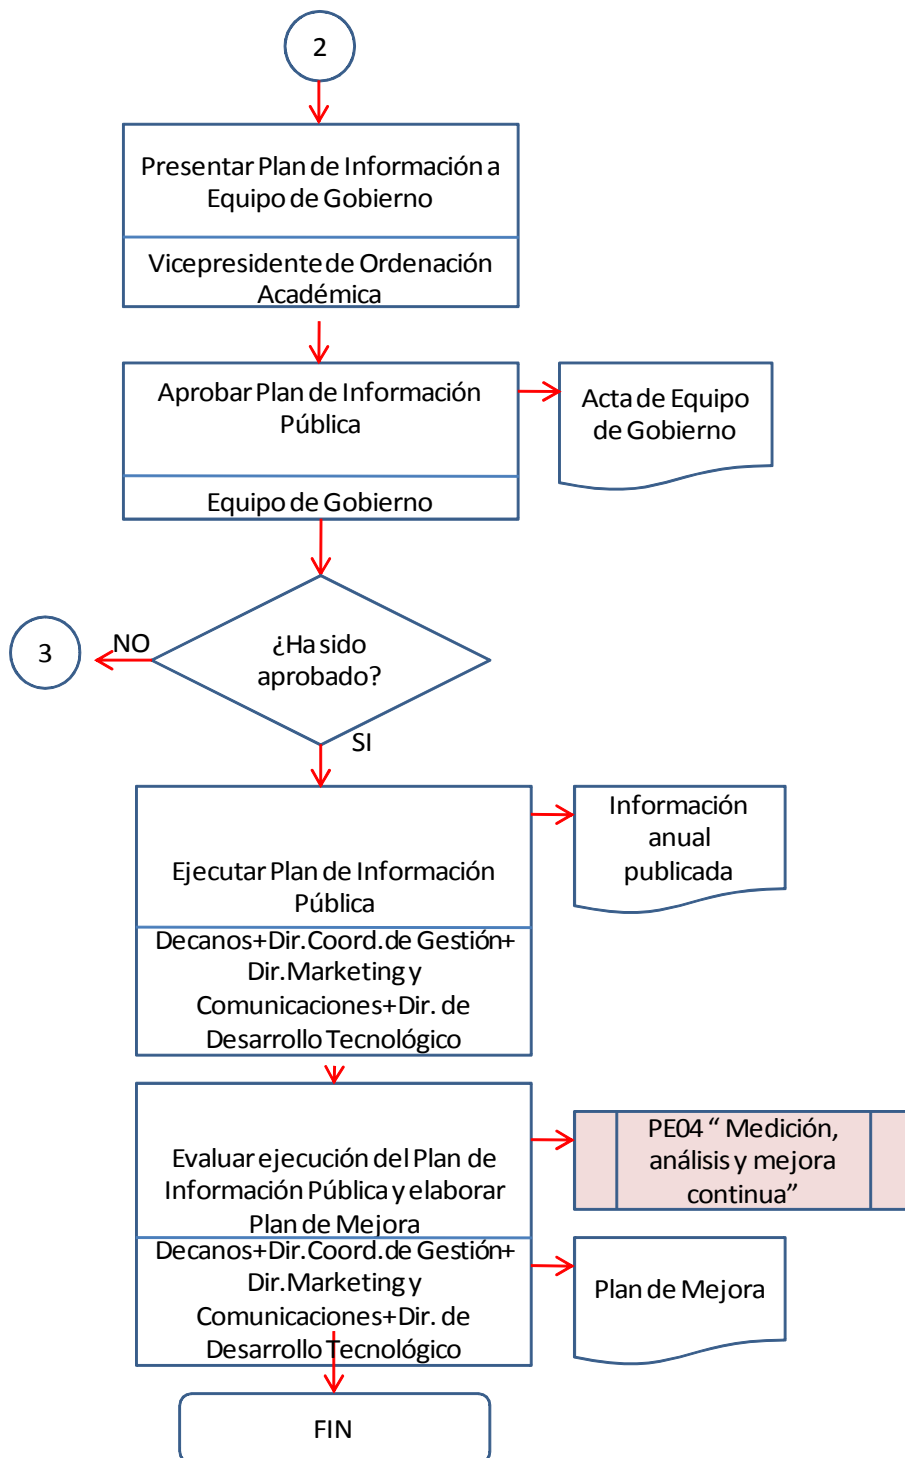 2
Presentar Plan de Información a
Equipo de Gobierno
Vicepresidente de Ordenación
Académica
Aprobar Plan de Información
Pública
Equipo de Gobierno
Acta de Equipo
de Gobierno
¿Ha sido
aprobado?
NO
3
SI
Ejecutar Plan de Información
Pública
Decanos+Dir.Coord.de Gestión+
Dir.Marketing y
Comunicaciones+Dir. de
Desarrollo Tecnológico
Información
anual
publicada
Evaluar ejecución del Plan de
Información Pública y elaborar
Plan de Mejora
Decanos+Dir.Coord.de Gestión+
Dir.Marketing y
Comunicaciones+Dir. de
Desarrollo Tecnológico
PE04 “ Medición,
análisis y mejora
continua”
Plan de Mejora
FIN